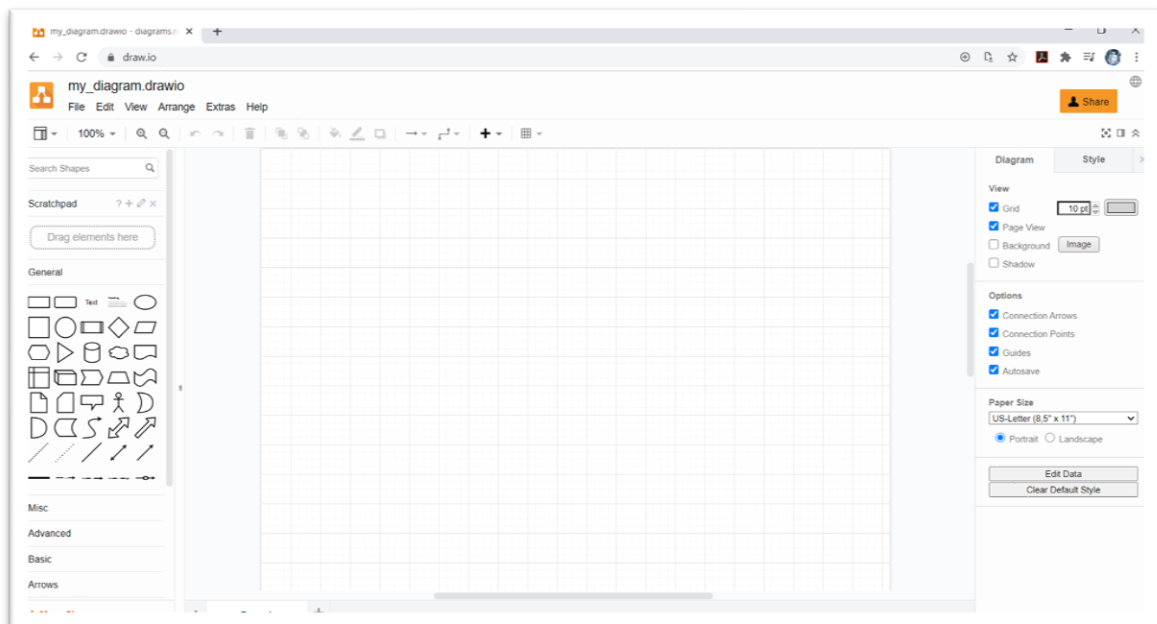 my_diagram.drawio - diagrams.n
draw.io
my_diagram.drawio
File Edit View Arrange Extras Help
Share
100%
Search Shapes
Scratchpad
Drag elements here
General
Text
Misc
Advanced
Basic
Arrows
Diagram Style
View
Grid 10 pt
Page View
Background Image
Shadow
Options
Connection Arrows
Connection Points
Guides
Autosave
Paper Size
US-Letter (8,5" x 11")
Portrait Landscape
Edit Data
Clear Default Style